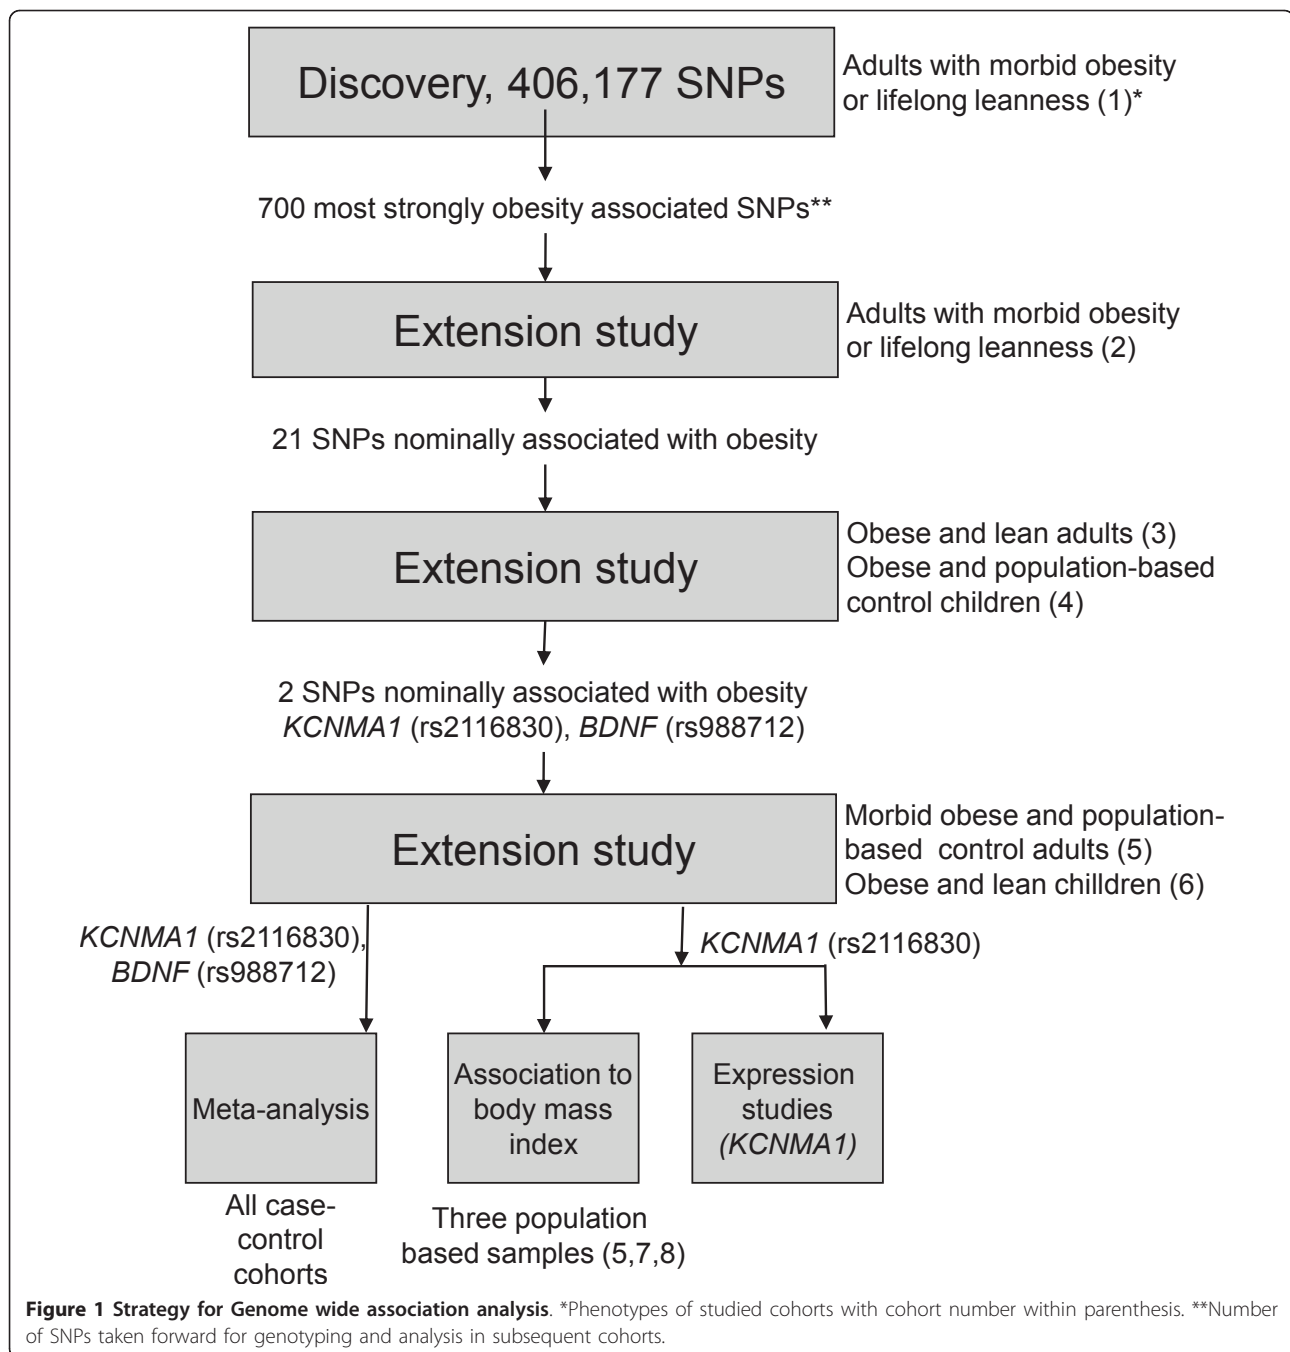 Discovery, 406,177 SNPs
Adults with morbid obesity
or lifelong leanness (1)*
700 most strongly obesity associated SNPs**
Extension study
Adults with morbid obesity
or lifelong leanness (2)
21 SNPs nominally associated with obesity
Extension study
Obese and lean adults (3)
Obese and population-based
control children (4)
2 SNPs nominally associated with obesity
KCNMA1 (rs2116830), BDNF (rs988712)
Extension study
Morbid obese and population-
based control adults (5)
Obese and lean chilldren (6)
KCNMA1 (rs2116830),
BDNF (rs988712)
KCNMA1 (rs2116830)
Meta-analysis
Association to
body mass
index
Expression
studies
(KCNMA1)
All case-
control
cohorts
Three population
based samples (5,7,8)
Figure 1 Strategy for Genome wide association analysis. *Phenotypes of studied cohorts with cohort number within parenthesis. **Number
of SNPs taken forward for genotyping and analysis in subsequent cohorts.